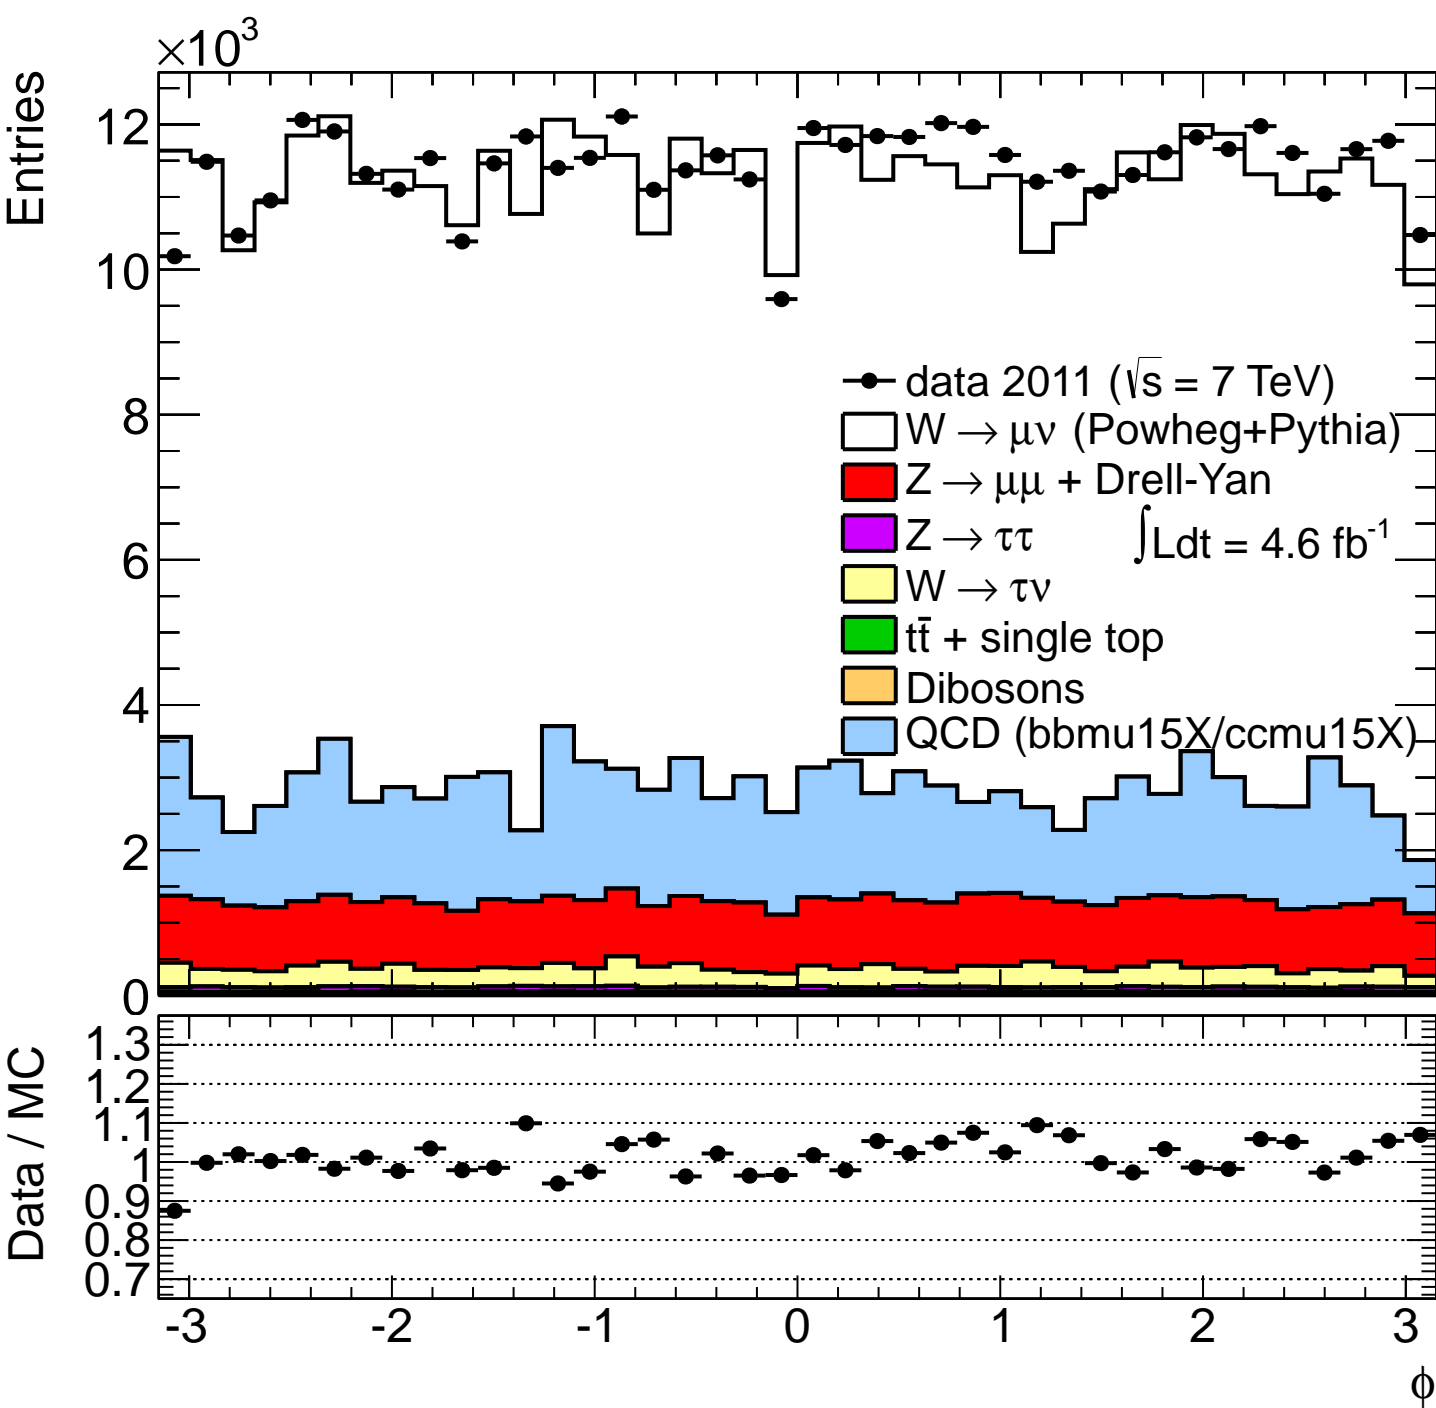 ×10³
Entries
12
10
8
6
4
2
0
data 2011 (√s = 7 TeV)
W → μν (Powheg+Pythia)
Z → μμ + Drell-Yan
Z → ττ
∫Ldt = 4.6 fb⁻¹
W → τν
tt̄ + single top
Dibosons
QCD (bbmu15X/ccmu15X)
Data / MC
1.3
1.2
1.1
1
0.9
0.8
0.7
-3 -2 -1 0 1 2 3
ϕ